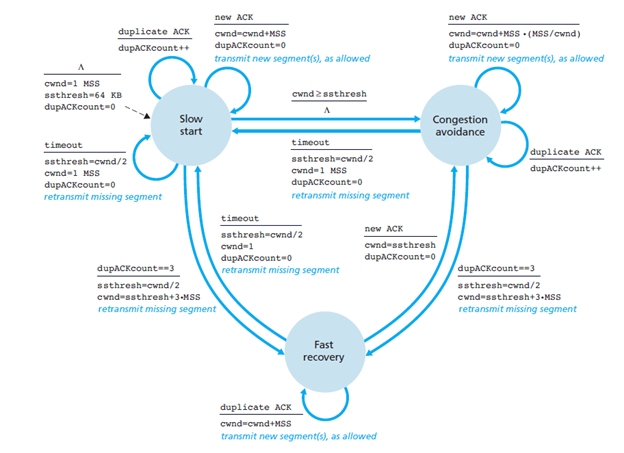 duplicate ACK
dupACKcount++
new ACK
cwnd=cwnd+MSS
dupACKcount=0
transmit new segment(s), as allowed
new ACK
cwnd=cwnd+MSS •(MSS/cwnd)
dupACKcount=0
transmit new segment(s), as allowed
Λ
cwnd=1 MSS
ssthresh=64 KB
dupACKcount=0
Slow
start
cwnd≥ssthresh
Λ
Congestion
avoidance
timeout
ssthresh=cwnd/2
cwnd=1 MSS
dupACKcount=0
retransmit missing segment
timeout
ssthresh=cwnd/2
cwnd=1 MSS
dupACKcount=0
retransmit missing segment
duplicate ACK
dupACKcount++
timeout
ssthresh=cwnd/2
cwnd=1
dupACKcount=0
retransmit missing segment
new ACK
cwnd=ssthresh
dupACKcount=0
dupACKcount==3
ssthresh=cwnd/2
cwnd=ssthresh+3•MSS
retransmit missing segment
dupACKcount==3
ssthresh=cwnd/2
cwnd=ssthresh+3•MSS
retransmit missing segment
Fast
recovery
duplicate ACK
cwnd=cwnd+MSS
transmit new segment(s), as allowed